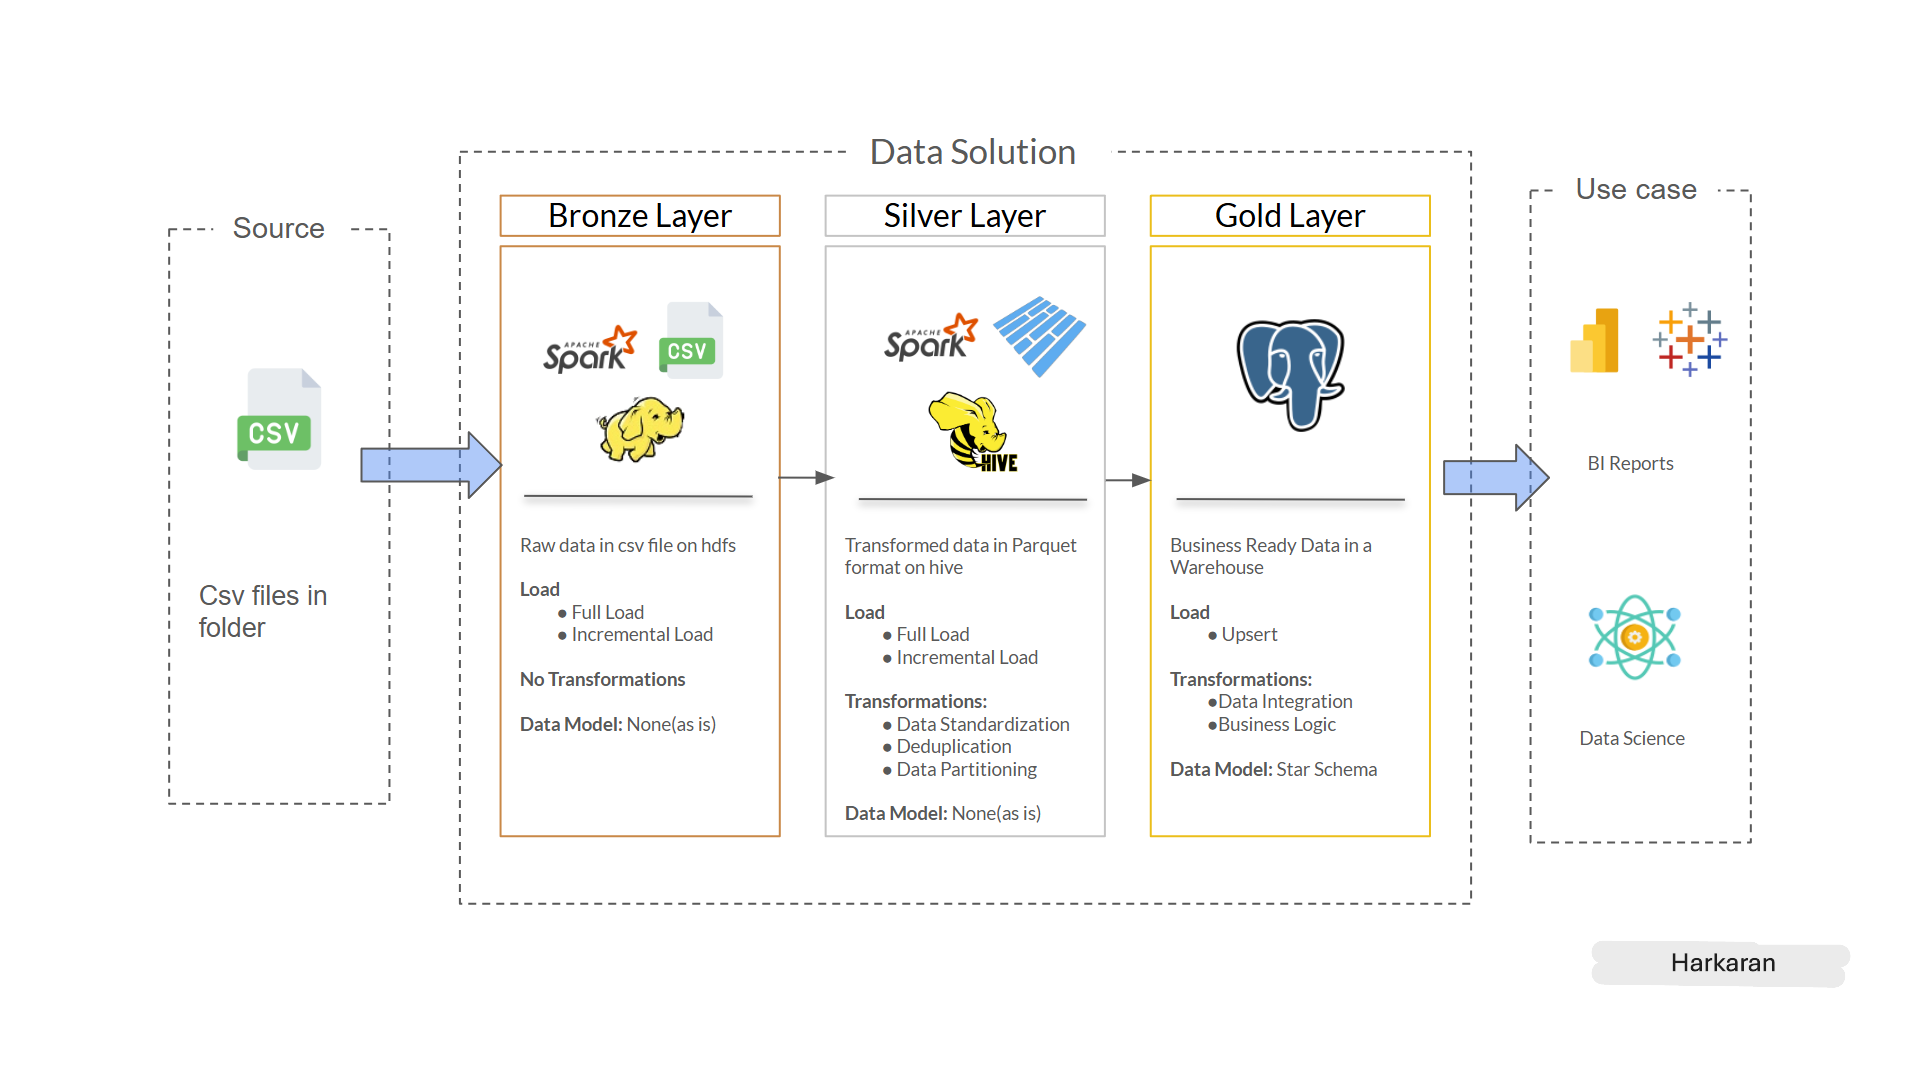 Data Solution
Source
CSV
Csv files in
folder
Bronze Layer
APACHE
Spark
CSV
Raw data in csv file on hdfs
Load
● Full Load
● Incremental Load
No Transformations
Data Model: None(as is)
Silver Layer
APACHE
Spark
HIVE
Transformed data in Parquet
format on hive
Load
● Full Load
● Incremental Load
Transformations:
● Data Standardization
● Deduplication
● Data Partitioning
Data Model: None(as is)
Gold Layer
Business Ready Data in a
Warehouse
Load
● Upsert
Transformations:
●Data Integration
●Business Logic
Data Model: Star Schema
Use case
BI Reports
Data Science
Harkaran